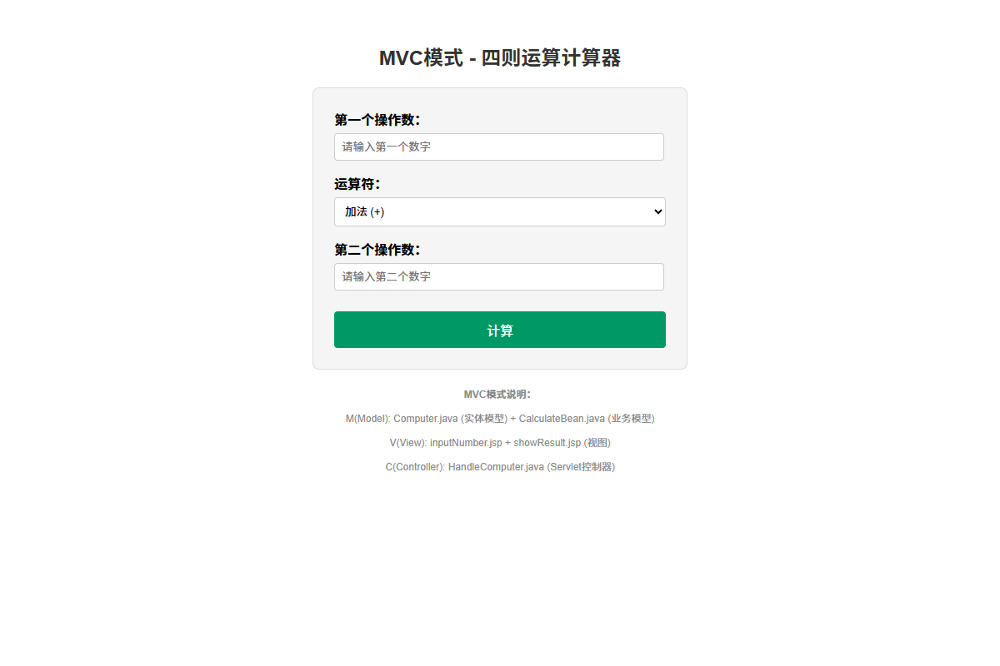 MVC模式 - 四则运算计算器
第一个操作数：
请输入第一个数字
运算符：
加法 (+)
第二个操作数：
请输入第二个数字
计算
MVC模式说明：
M(Model): Computer.java (实体模型) + CalculateBean.java (业务模型)
V(View): inputNumber.jsp + showResult.jsp (视图)
C(Controller): HandleComputer.java (Servlet控制器)